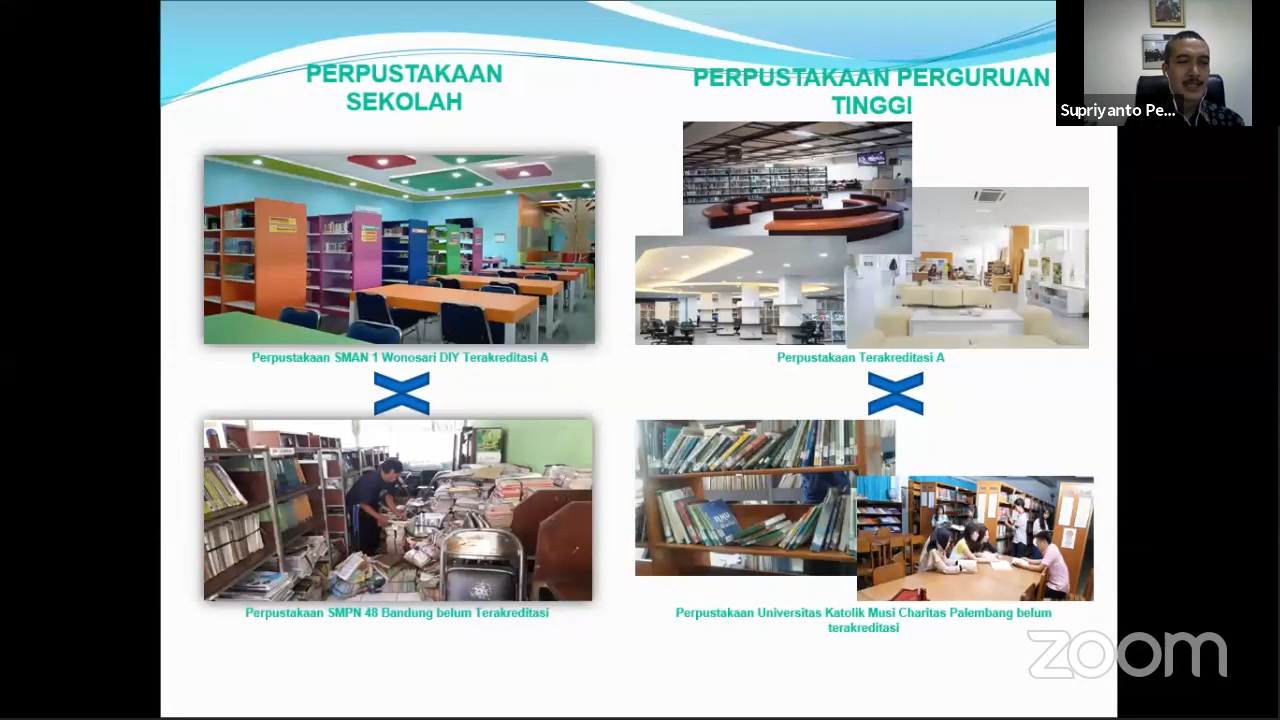 PERPUSTAKAAN
SEKOLAH
PERPUSTAKAAN PERGURUAN
TINGGI
Supriyanto Pe...
Perpustakaan SMAN 1 Wonosari DIY Terakreditasi A
Perpustakaan Terakreditasi A
Perpustakaan SMPN 48 Bandung belum Terakreditasi
Perpustakaan Universitas Katolik Musi Charitas Palembang belum
terakreditasi
zoom